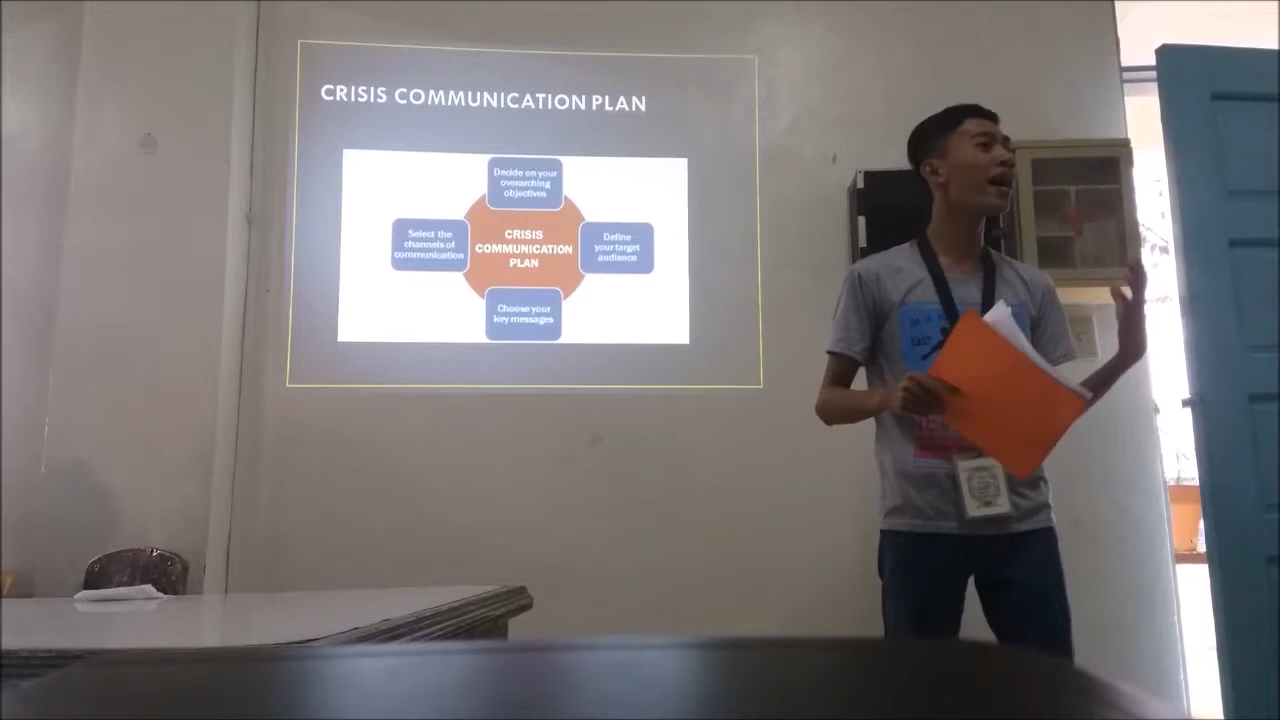 CRISIS COMMUNICATION PLAN
Decide on your
overarching
objectives
Select the
channels of
communication
CRISIS
COMMUNICATION
PLAN
Define
your target
audience
Choose your
key messages